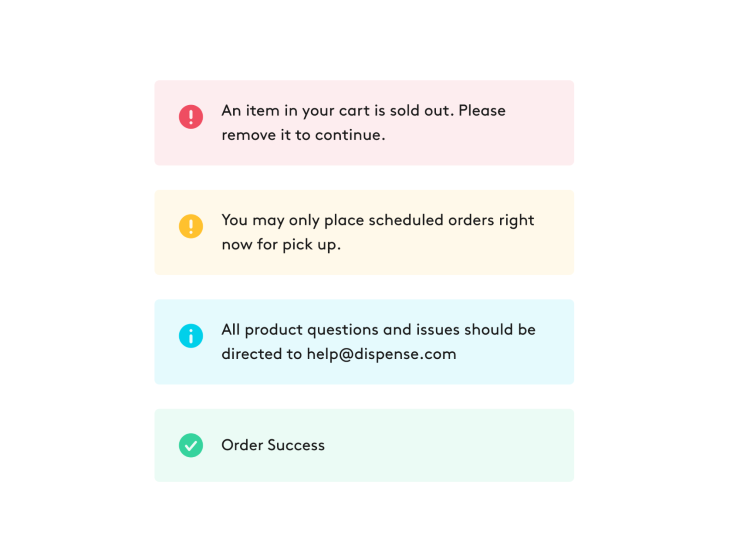 An item in your cart is sold out. Please
remove it to continue.
You may only place scheduled orders right
now for pick up.
All product questions and issues should be
directed to help@dispense.com
Order Success